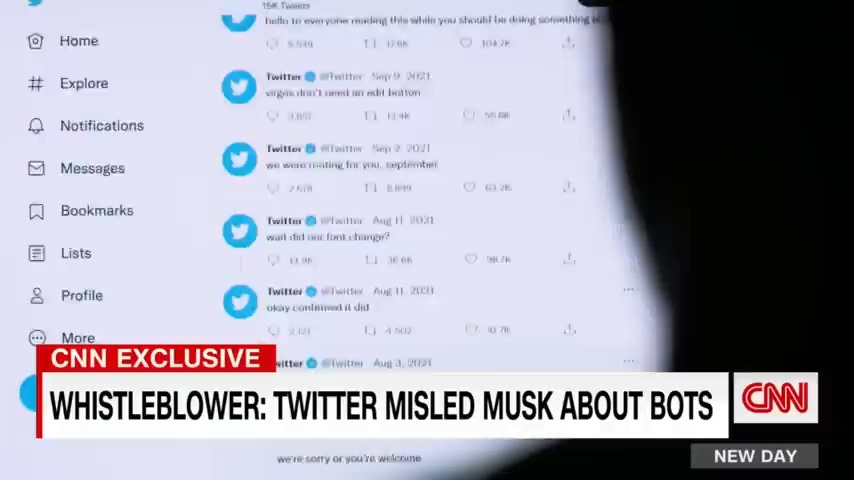 15K Tweets
hello to everyone reading this while you should be doing something
104.7K
Home
Twitter @Twitter Sep 9, 2021
virgos don't need an edit button
Explore
Notifications
Twitter @Twitter Sep 2, 2021
we were rooting for you, september
Messages
63.2K
Bookmarks
Twitter @Twitter Aug 11, 2021
wait did our font change?
Lists
Twitter @Twitter Aug 11, 2021
okay confirmed it did
Profile
More
CNN EXCLUSIVE
@Twitter Aug 3, 2021
WHISTLEBLOWER: TWITTER MISLED MUSK ABOUT BOTS
CNN
NEW DAY
we're sorry or you're welcome